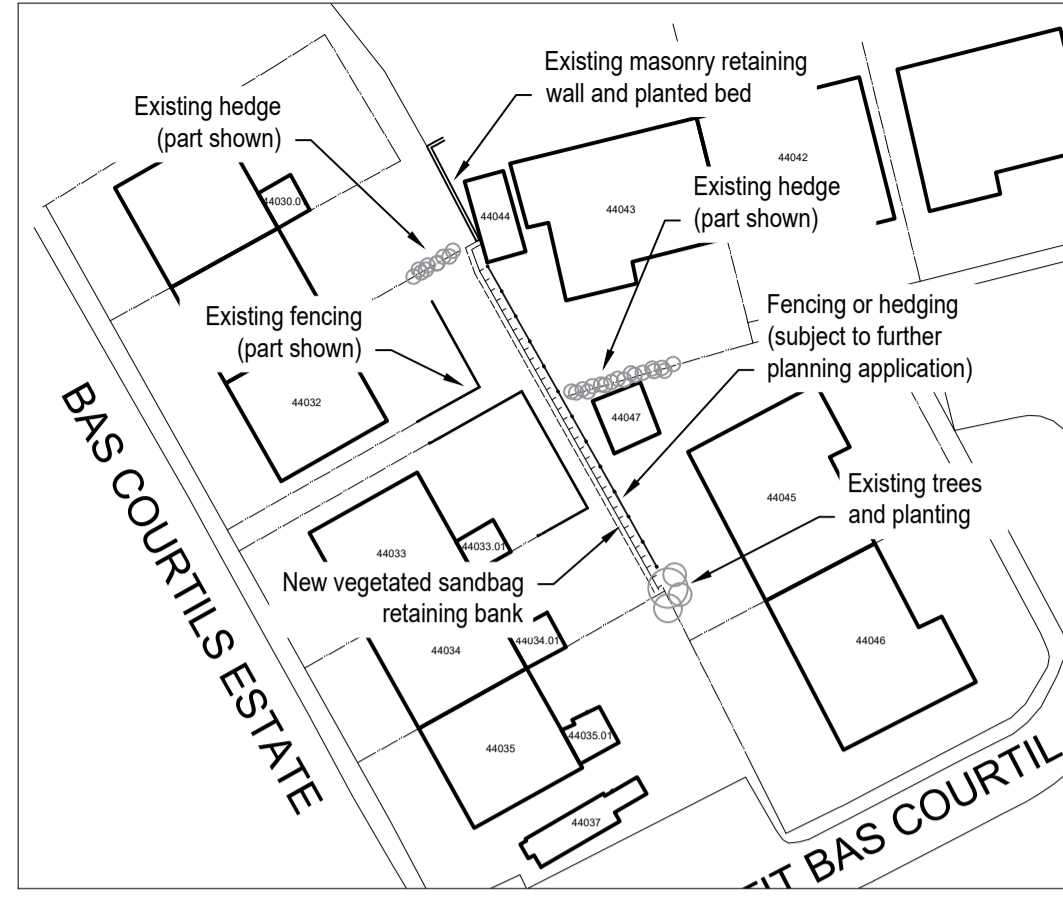 Existing masonry retaining
wall and planted bed
Existing hedge
(part shown)
44042
44030.0
Existing hedge
(part shown)
44044
44043
Existing fencing
(part shown)
Fencing or hedging
(subject to further
planning application)
44032
44047
BAS COURTILS ESTATE
44045
Existing trees
and planting
44033
44033.01
New vegetated sandbag
retaining bank
44034
44034.01
44046
44035
44035.01
44037
TIT BAS COURTIL